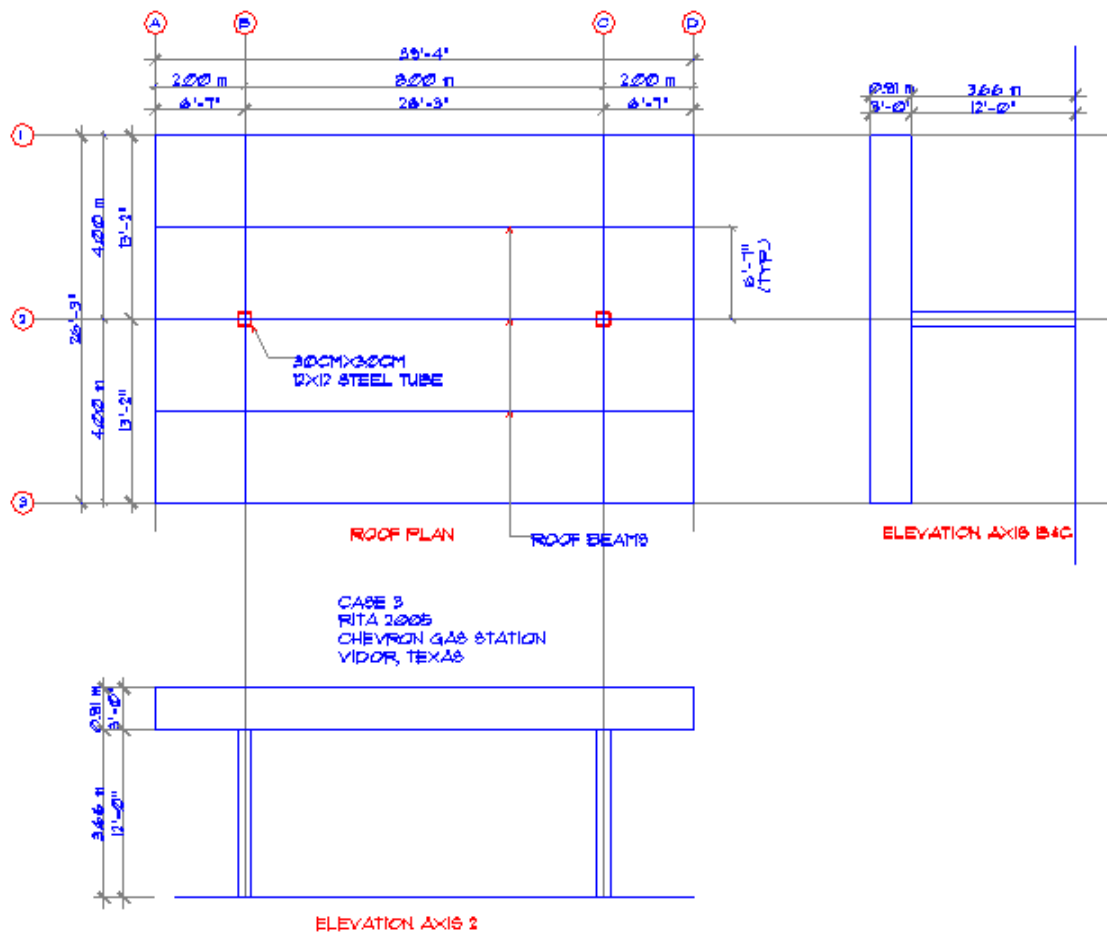 A
B
C
D
39'-4"
2.00 m
8.00 m
2.00 m
6'-7"
26'-3"
6'-7"
0.91 m
3.66 m
3'-0"
12'-0"
1
4.00 m
13'-2"
6'-7"
(TYP.)
26'-3"
2
30CMX30CM
12X12 STEEL TUBE
4.00 m
13'-2"
3
ROOF PLAN
ROOF BEAMS
ELEVATION AXIS B&C
CASE 3
RITA 2005
CHEVRON GAS STATION
VIDOR, TEXAS
0.91 m
3'-0"
3.66 m
12'-0"
ELEVATION AXIS 2